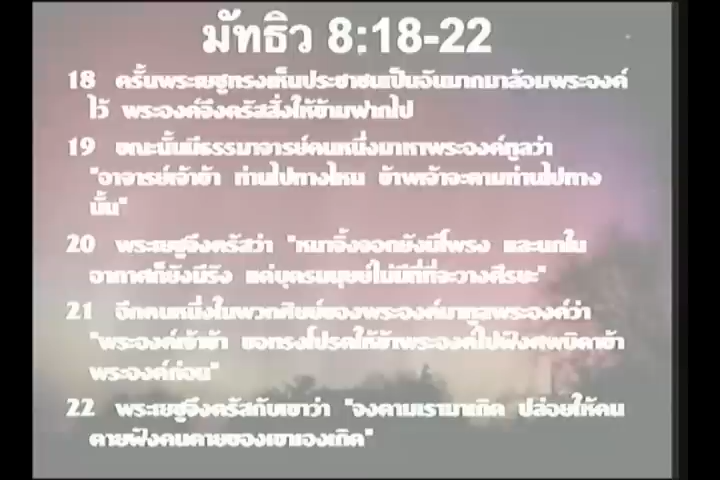 มัทธิว 8:18-22
18 ครั้นพระเยซูทรงเห็นประชาชนเป็นอันมากมาล้อมพระองค์
ไว้ พระองค์จึงตรัสสั่งให้ข้ามฟากไป
19 ขณะนั้นมีธรรมาจารย์คนหนึ่งมาหาพระองค์ทูลว่า
"อาจารย์เจ้าข้า ท่านไปทางไหน ข้าพเจ้าจะตามท่านไปทาง
นั้น"
20 พระเยซูจึงตรัสว่า "หมาจิ้งจอกยังมีโพรง และนกใน
อากาศก็ยังมีรัง แต่บุตรมนุษย์ไม่มีที่ที่จะวางศีรษะ"
21 อีกคนหนึ่งในพวกศิษย์ของพระองค์มาทูลพระองค์ว่า
"พระองค์เจ้าข้า ขอทรงโปรดให้ข้าพระองค์ไปฝังศพบิดาข้า
พระองค์ก่อน"
22 พระเยซูจึงตรัสกับเขาว่า "จงตามเรามาเถิด ปล่อยให้คน
ตายฝังคนตายของเขาเองเถิด"